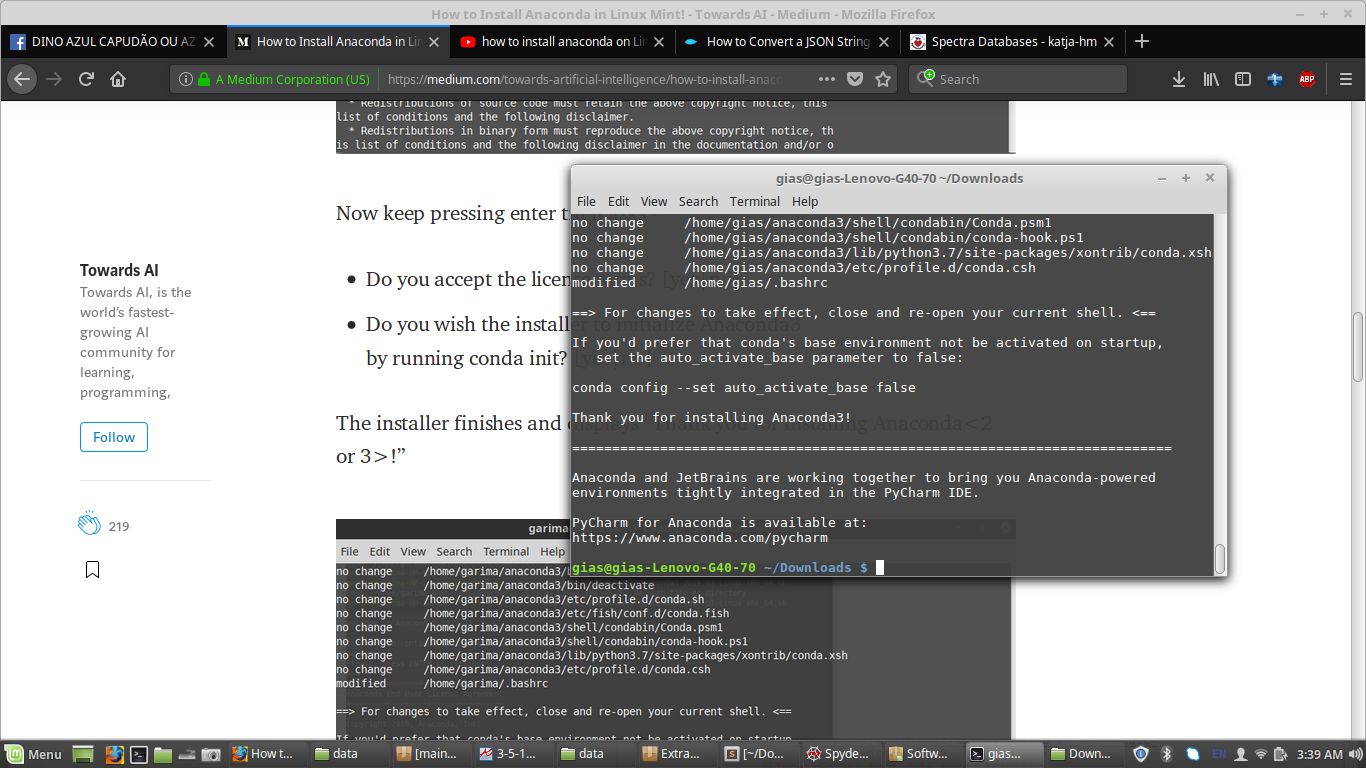 How to Install Anaconda in Linux Mint! - Towards AI - Medium - Mozilla Firefox
DINO AZUL CAPUDÃO OU AZ
How to Install Anaconda in Lin
how to install anaconda on Lin
How to Convert a JSON String
Spectra Databases - katja-hm
A Medium Corporation (US)
https://medium.com/towards-artificial-intelligence/how-to-install-anaco
Search
ABP
* Redistributions of source code must retain the above copyright notice, this
list of conditions and the following disclaimer.
* Redistributions in binary form must reproduce the above copyright notice, th
is list of conditions and the following disclaimer in the documentation and/or o
Now keep pressing enter
Towards AI
Towards AI, is the
world's fastest-
growing AI
community for
learning,
programming,
Follow
219
Do you accept the license
Do you wish the installer to initialize Anaconda3
by running conda init?
The installer finishes and displays "Thank you for installing Anaconda<2
or 3>!”
gias@gias-Lenovo-G40-70 ~/Downloads
File Edit View Search Terminal Help
no change /home/gias/anaconda3/shell/condabin/Conda.psm1
no change /home/gias/anaconda3/shell/condabin/conda-hook.ps1
no change /home/gias/anaconda3/lib/python3.7/site-packages/xontrib/conda.xsh
no change /home/gias/anaconda3/etc/profile.d/conda.csh
modified /home/gias/.bashrc
==> For changes to take effect, close and re-open your current shell. <==
If you'd prefer that conda's base environment not be activated on startup,
set the auto_activate_base parameter to false:
conda config --set auto_activate_base false
Thank you for installing Anaconda3!
===========================================================================
Anaconda and JetBrains are working together to bring you Anaconda-powered
environments tightly integrated in the PyCharm IDE.
PyCharm for Anaconda is available at:
https://www.anaconda.com/pycharm
gias@gias-Lenovo-G40-70 ~/Downloads $
garima
File Edit View Search Terminal Help
no change /home/garima/anaconda3/b
no change /home/garima/anaconda3/bin/deactivate
no change /home/garima/anaconda3/etc/profile.d/conda.sh
no change /home/garima/anaconda3/etc/fish/conf.d/conda.fish
no change /home/garima/anaconda3/shell/condabin/Conda.psm1
no change /home/garima/anaconda3/shell/condabin/conda-hook.ps1
no change /home/garima/anaconda3/lib/python3.7/site-packages/xontrib/conda.xsh
no change /home/garima/anaconda3/etc/profile.d/conda.csh
modified /home/garima/.bashrc
==> For changes to take effect, close and re-open your current shell. <==
If you'd prefer that conda's base environment not be activated on startup
Menu
How t...
data
[main...
3-5-1...
data
Extra...
[~/Do...
Spyde...
Softw...
gias...
Down...
EN
3:39 AM